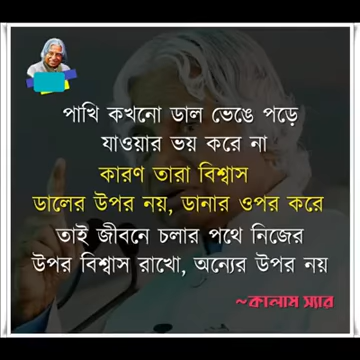 পাখি কখনো ডাল ভেঙে পড়ে
যাওয়ার ভয় করে না
কারণ তারা বিশ্বাস
ডালের উপর নয়, ডানার ওপর করে
তাই জীবনে চলার পথে নিজের
উপর বিশ্বাস রাখো, অন্যের উপর নয়
~কালাম স্যার